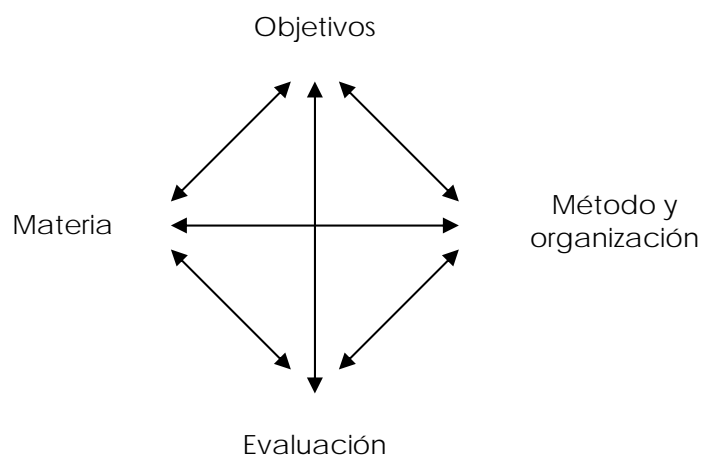 Objetivos
Materia
Método y
organización
Evaluación